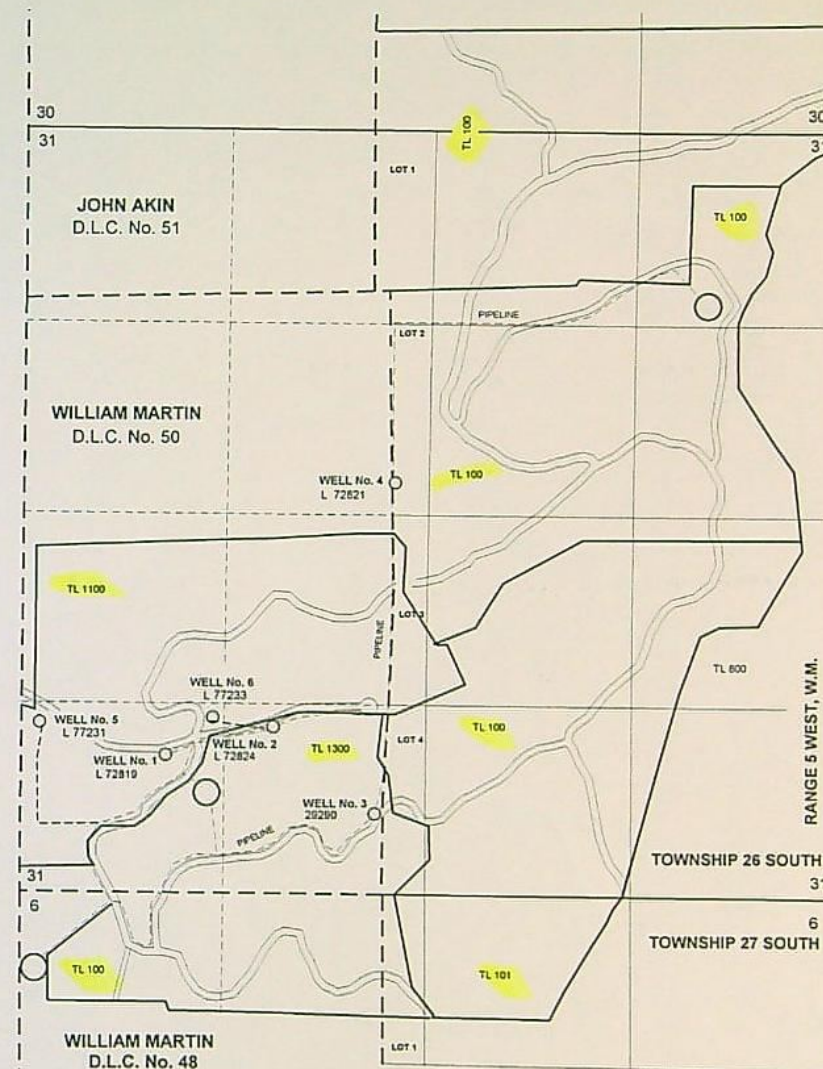 30
30
31
31
TL 100
LOT 1
JOHN AKIN
D.L.C. No. 51
TL 100
PIPELINE
LOT 2
WILLIAM MARTIN
D.L.C. No. 50
WELL No. 4
L 72821
TL 100
TL 1100
LOT 3
PIPELINE
TL 800
RANGE 5 WEST, W.M.
WELL No. 6
L 77233
WELL No. 5
L 77231
WELL No. 2
L 72824
WELL No. 1
L 72819
TL 1300
LOT 4
TL 100
WELL No. 3
29290
PIPELINE
TOWNSHIP 26 SOUTH
31
31
6
6
TOWNSHIP 27 SOUTH
TL 100
TL 101
WILLIAM MARTIN
D.L.C. No. 48
LOT 1